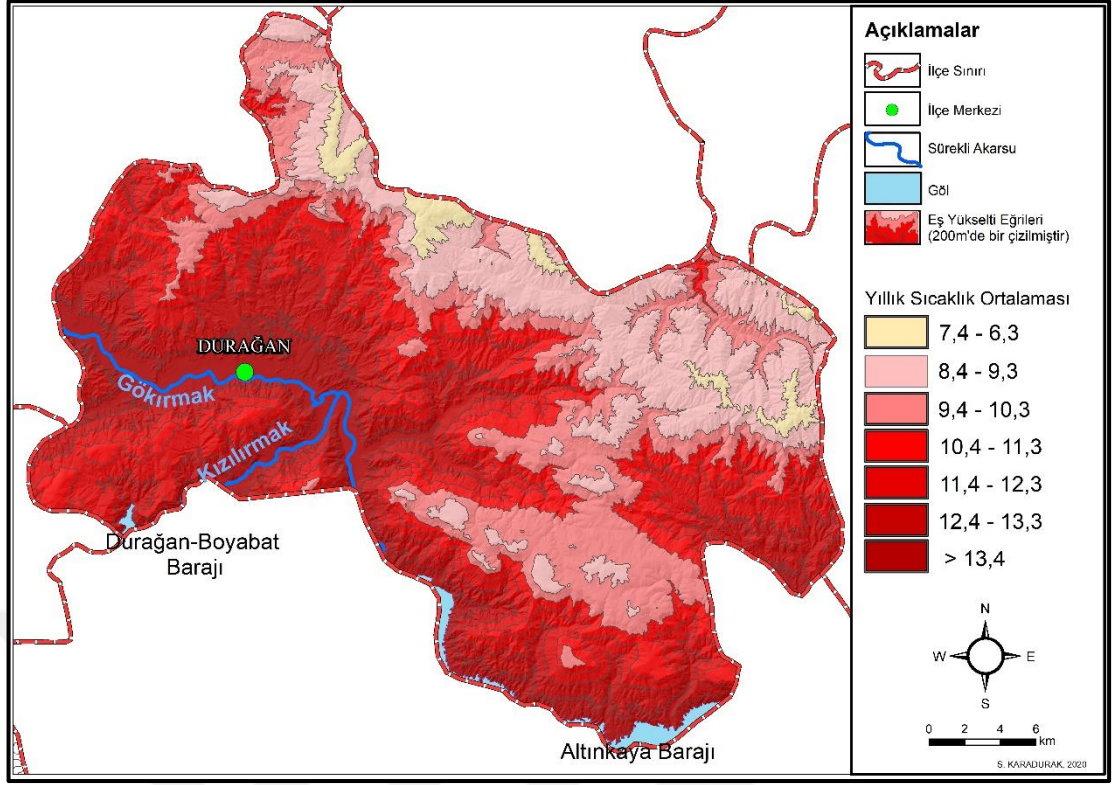 DURAĞAN
Gökırmak
Kızılırmak
Durağan-Boyabat
Barajı
Altınkaya Barajı
Açıklamalar
İlçe Sınırı
İlçe Merkezi
Sürekli Akarsu
Göl
Eş Yükselti Eğrileri
(200m'de bir çizilmiştir)
Yıllık Sıcaklık Ortalaması
7,4 - 6,3
8,4 - 9,3
9,4 - 10,3
10,4 - 11,3
11,4 - 12,3
12,4 - 13,3
> 13,4
N
W E
S
0 2 4 6
km
S. KARADURAK, 2020